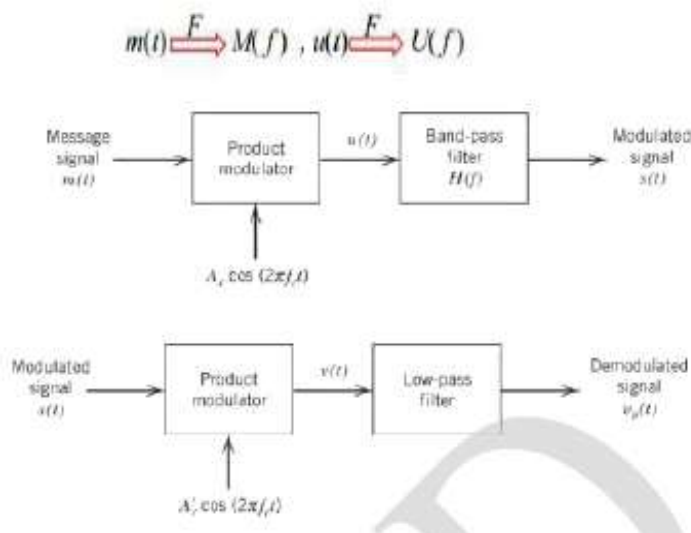 m(t) F M(f) , u(t) F U(f)
Message
signal
m(t)
Product
modulator
u(t)
Band-pass
filter
H(f)
Modulated
signal
s(t)
A_c cos (2πf_c t)
Modulated
signal
s(t)
Product
modulator
v(t)
Low-pass
filter
Demodulated
signal
v_o(t)
A'_c cos (2πf_c t)